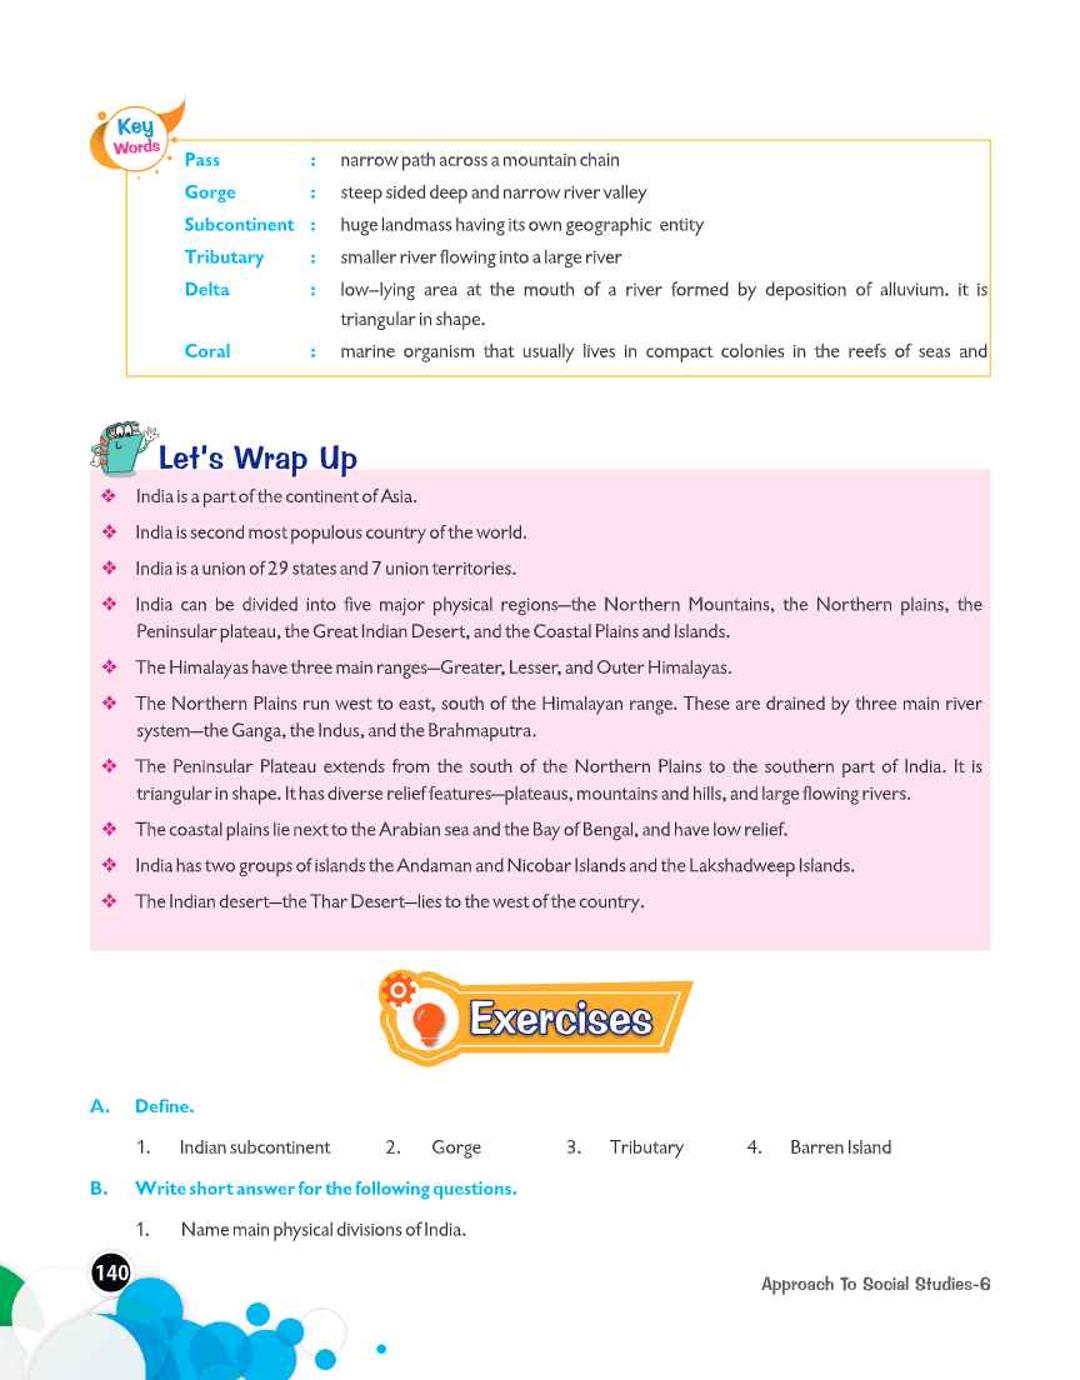 Key
Words
Pass : narrow path across a mountain chain
Gorge : steep sided deep and narrow river valley
Subcontinent : huge landmass having its own geographic entity
Tributary : smaller river flowing into a large river
Delta : low–lying area at the mouth of a river formed by deposition of alluvium. it is
triangular in shape.
Coral : marine organism that usually lives in compact colonies in the reefs of seas and
Let's Wrap Up
❖ India is a part of the continent of Asia.
❖ India is second most populous country of the world.
❖ India is a union of 29 states and 7 union territories.
❖ India can be divided into five major physical regions—the Northern Mountains, the Northern plains, the
Peninsular plateau, the Great Indian Desert, and the Coastal Plains and Islands.
❖ The Himalayas have three main ranges—Greater, Lesser, and Outer Himalayas.
❖ The Northern Plains run west to east, south of the Himalayan range. These are drained by three main river
system—the Ganga, the Indus, and the Brahmaputra.
❖ The Peninsular Plateau extends from the south of the Northern Plains to the southern part of India. It is
triangular in shape. It has diverse relief features—plateaus, mountains and hills, and large flowing rivers.
❖ The coastal plains lie next to the Arabian sea and the Bay of Bengal, and have low relief.
❖ India has two groups of islands the Andaman and Nicobar Islands and the Lakshadweep Islands.
❖ The Indian desert—the Thar Desert—lies to the west of the country.
Exercises
A. Define.
1. Indian subcontinent 2. Gorge 3. Tributary 4. Barren Island
B. Write short answer for the following questions.
1. Name main physical divisions of India.
140
Approach To Social Studies-6